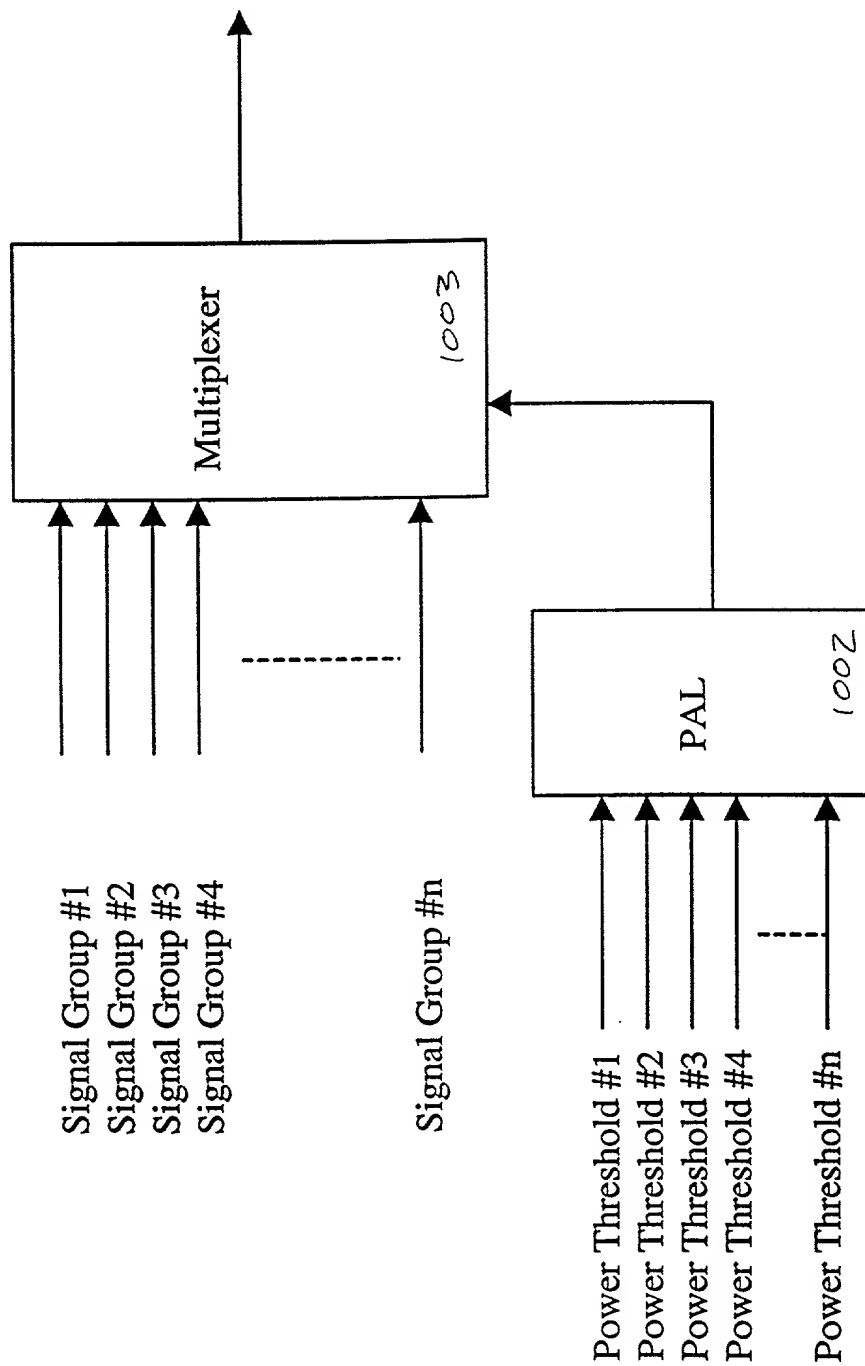 Signal Group #1
Signal Group #2
Signal Group #3
Signal Group #4
Signal Group #n
Multiplexer
1003
Power Threshold #1
Power Threshold #2
Power Threshold #3
Power Threshold #4
Power Threshold #n
PAL
1002